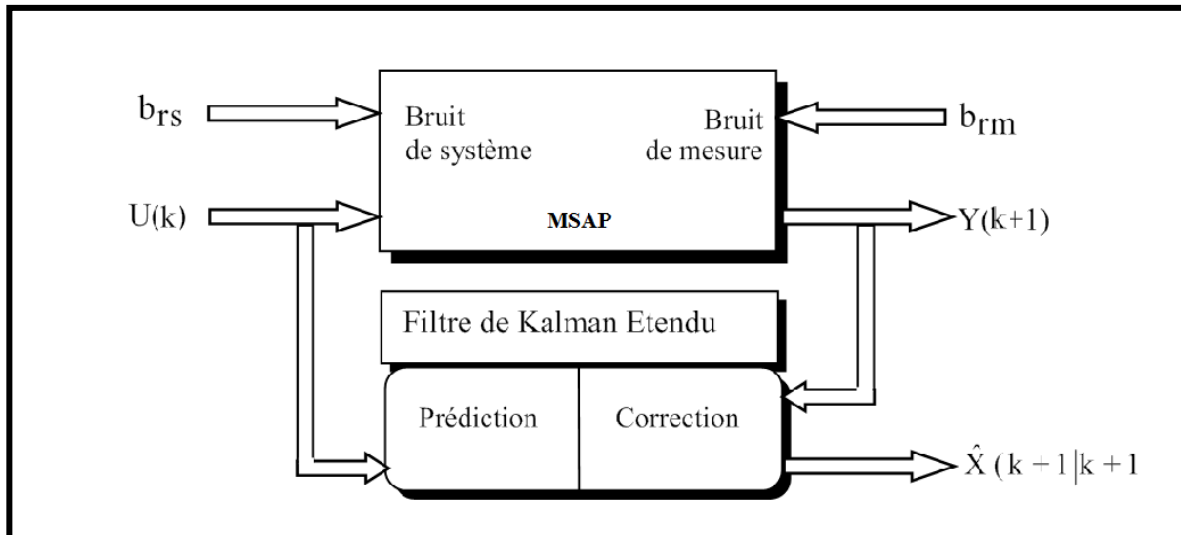 b_rs
Bruit
de système
Bruit
de mesure
b_rm
U(k)
MSAP
Y(k+1)
Filtre de Kalman Etendu
Prédiction
Correction
X̂ (k + 1|k + 1